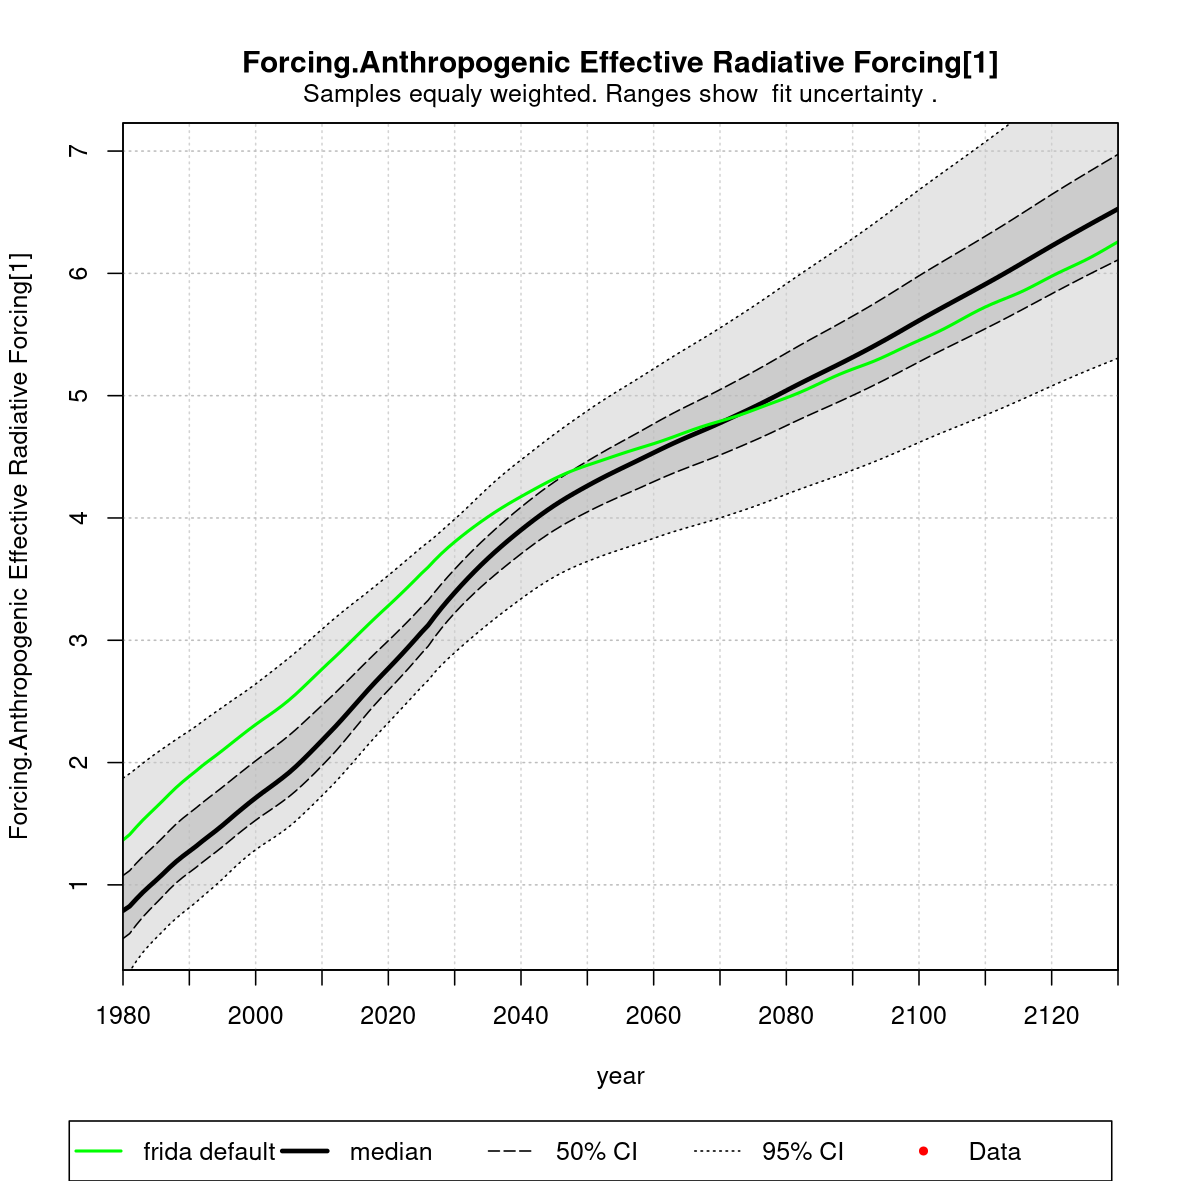 Forcing.Anthropogenic Effective Radiative Forcing[1]
Samples equaly weighted. Ranges show  fit uncertainty .
Forcing.Anthropogenic Effective Radiative Forcing[1]
7
6
5
4
3
2
1
1980 2000 2020 2040 2060 2080 2100 2120
year
frida default median 50% CI 95% CI Data